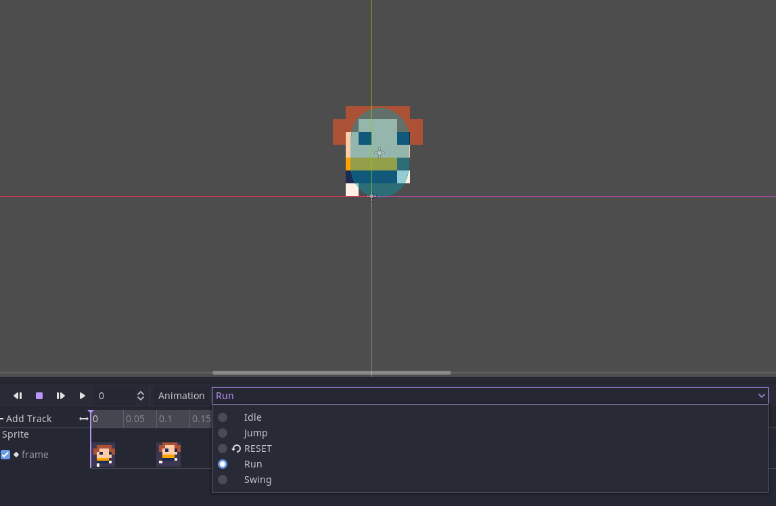 0
Animation
Run
Add Track
0
0.05
0.1
0.15
Sprite
frame
Idle
Jump
RESET
Run
Swing